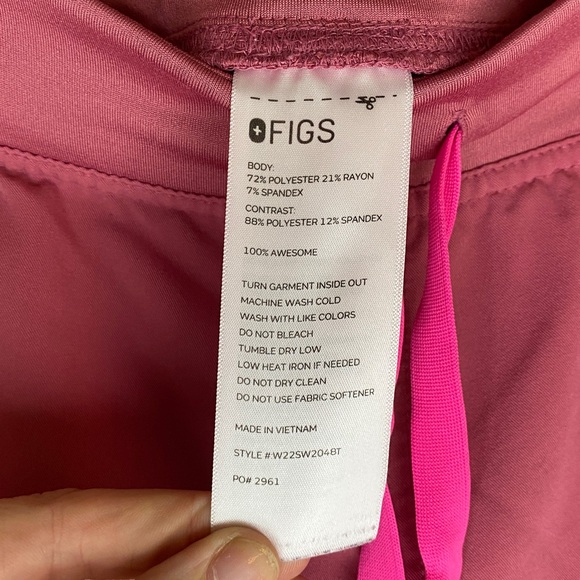 FIGS
BODY:
72% POLYESTER 21% RAYON
7% SPANDEX
CONTRAST:
88% POLYESTER 12% SPANDEX
100% AWESOME
TURN GARMENT INSIDE OUT
MACHINE WASH COLD
WASH WITH LIKE COLORS
DO NOT BLEACH
TUMBLE DRY LOW
LOW HEAT IRON IF NEEDED
DO NOT DRY CLEAN
DO NOT USE FABRIC SOFTENER
MADE IN VIETNAM
STYLE # W22SW2048T
PO# 2961